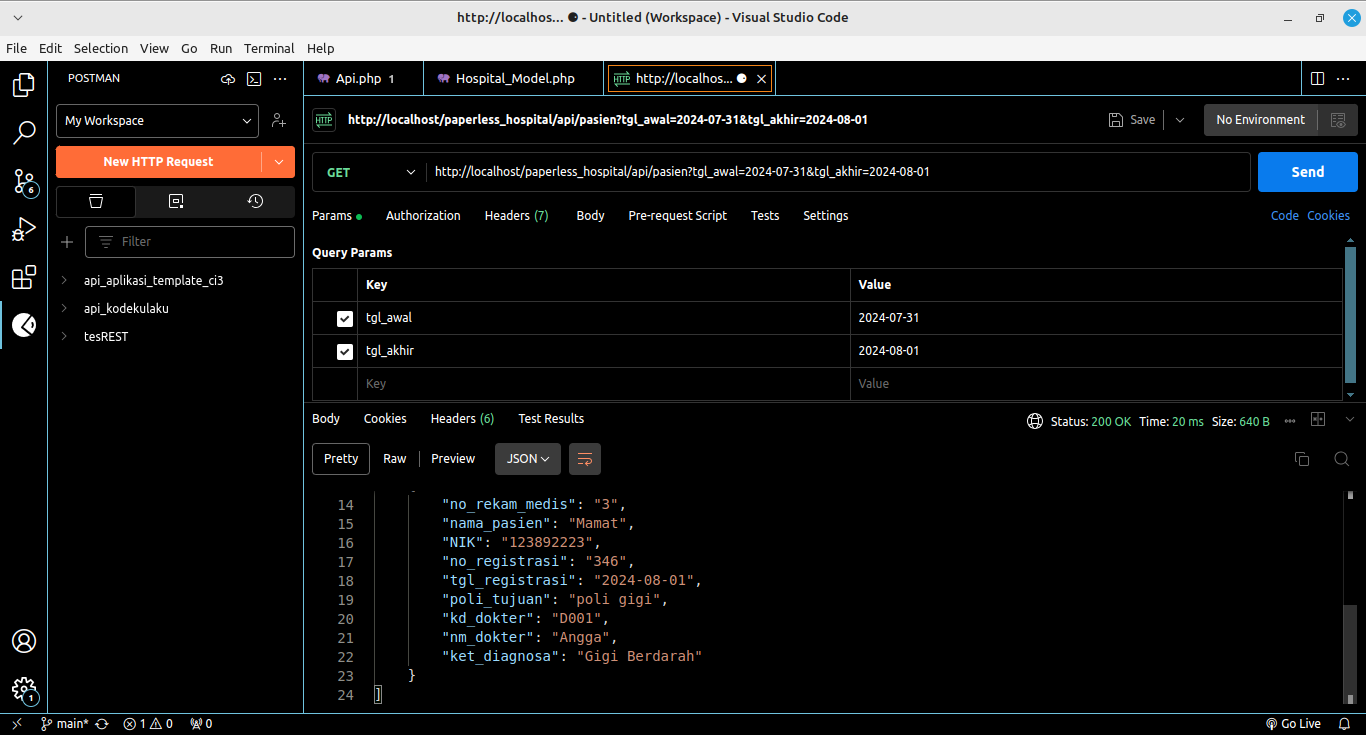 http://localhos... ● - Untitled (Workspace) - Visual Studio Code
File Edit Selection View Go Run Terminal Help
POSTMAN
Api.php 1
Hospital_Model.php
http://localhos... ●
My Workspace
HTTP http://localhost/paperless_hospital/api/pasien?tgl_awal=2024-07-31&tgl_akhir=2024-08-01
Save
No Environment
New HTTP Request
GET http://localhost/paperless_hospital/api/pasien?tgl_awal=2024-07-31&tgl_akhir=2024-08-01 Send
6
Params Authorization Headers (7) Body Pre-request Script Tests Settings Code Cookies
Filter
Query Params
api_aplikasi_template_ci3
api_kodekulaku
tesREST
Key Value
tgl_awal 2024-07-31
tgl_akhir 2024-08-01
Key Value
Body Cookies Headers (6) Test Results Status: 200 OK Time: 20 ms Size: 640 B
Pretty Raw Preview JSON
14 "no_rekam_medis": "3",
15 "nama_pasien": "Mamat",
16 "NIK": "123892223",
17 "no_registrasi": "346",
18 "tgl_registrasi": "2024-08-01",
19 "poli_tujuan": "poli gigi",
20 "kd_dokter": "D001",
21 "nm_dokter": "Angga",
22 "ket_diagnosa": "Gigi Berdarah"
23 }
24 ]
1
main* 1 0 0 Go Live